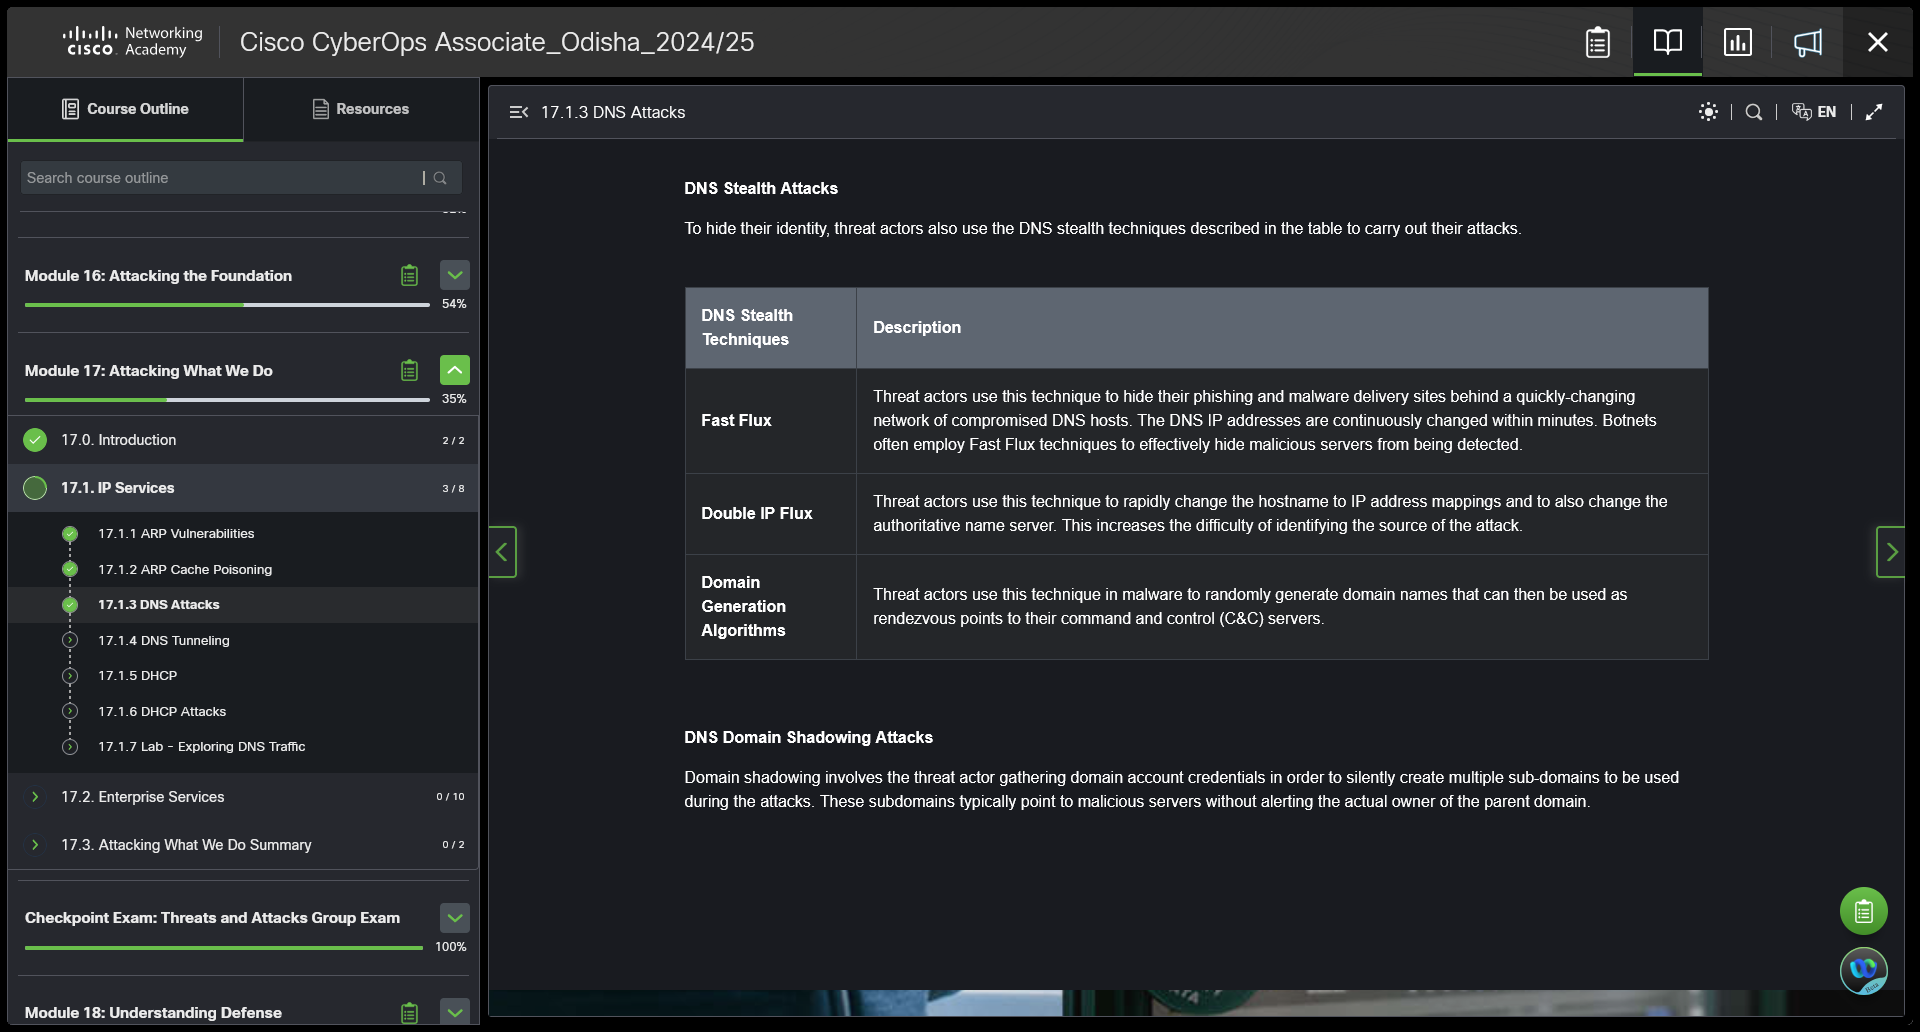 Networking
CISCO Academy
Cisco CyberOps Associate_Odisha_2024/25
Course Outline
Resources
Search course outline
Module 16: Attacking the Foundation
54%
Module 17: Attacking What We Do
35%
17.0. Introduction
2 / 2
17.1. IP Services
3 / 8
17.1.1 ARP Vulnerabilities
17.1.2 ARP Cache Poisoning
17.1.3 DNS Attacks
17.1.4 DNS Tunneling
17.1.5 DHCP
17.1.6 DHCP Attacks
17.1.7 Lab - Exploring DNS Traffic
17.2. Enterprise Services
0 / 10
17.3. Attacking What We Do Summary
0 / 2
Checkpoint Exam: Threats and Attacks Group Exam
100%
Module 18: Understanding Defense
17.1.3 DNS Attacks
EN
DNS Stealth Attacks
To hide their identity, threat actors also use the DNS stealth techniques described in the table to carry out their attacks.
DNS Stealth
Techniques
Description
Fast Flux
Threat actors use this technique to hide their phishing and malware delivery sites behind a quickly-changing
network of compromised DNS hosts. The DNS IP addresses are continuously changed within minutes. Botnets
often employ Fast Flux techniques to effectively hide malicious servers from being detected.
Double IP Flux
Threat actors use this technique to rapidly change the hostname to IP address mappings and to also change the
authoritative name server. This increases the difficulty of identifying the source of the attack.
Domain
Generation
Algorithms
Threat actors use this technique in malware to randomly generate domain names that can then be used as
rendezvous points to their command and control (C&C) servers.
DNS Domain Shadowing Attacks
Domain shadowing involves the threat actor gathering domain account credentials in order to silently create multiple sub-domains to be used
during the attacks. These subdomains typically point to malicious servers without alerting the actual owner of the parent domain.
Beta